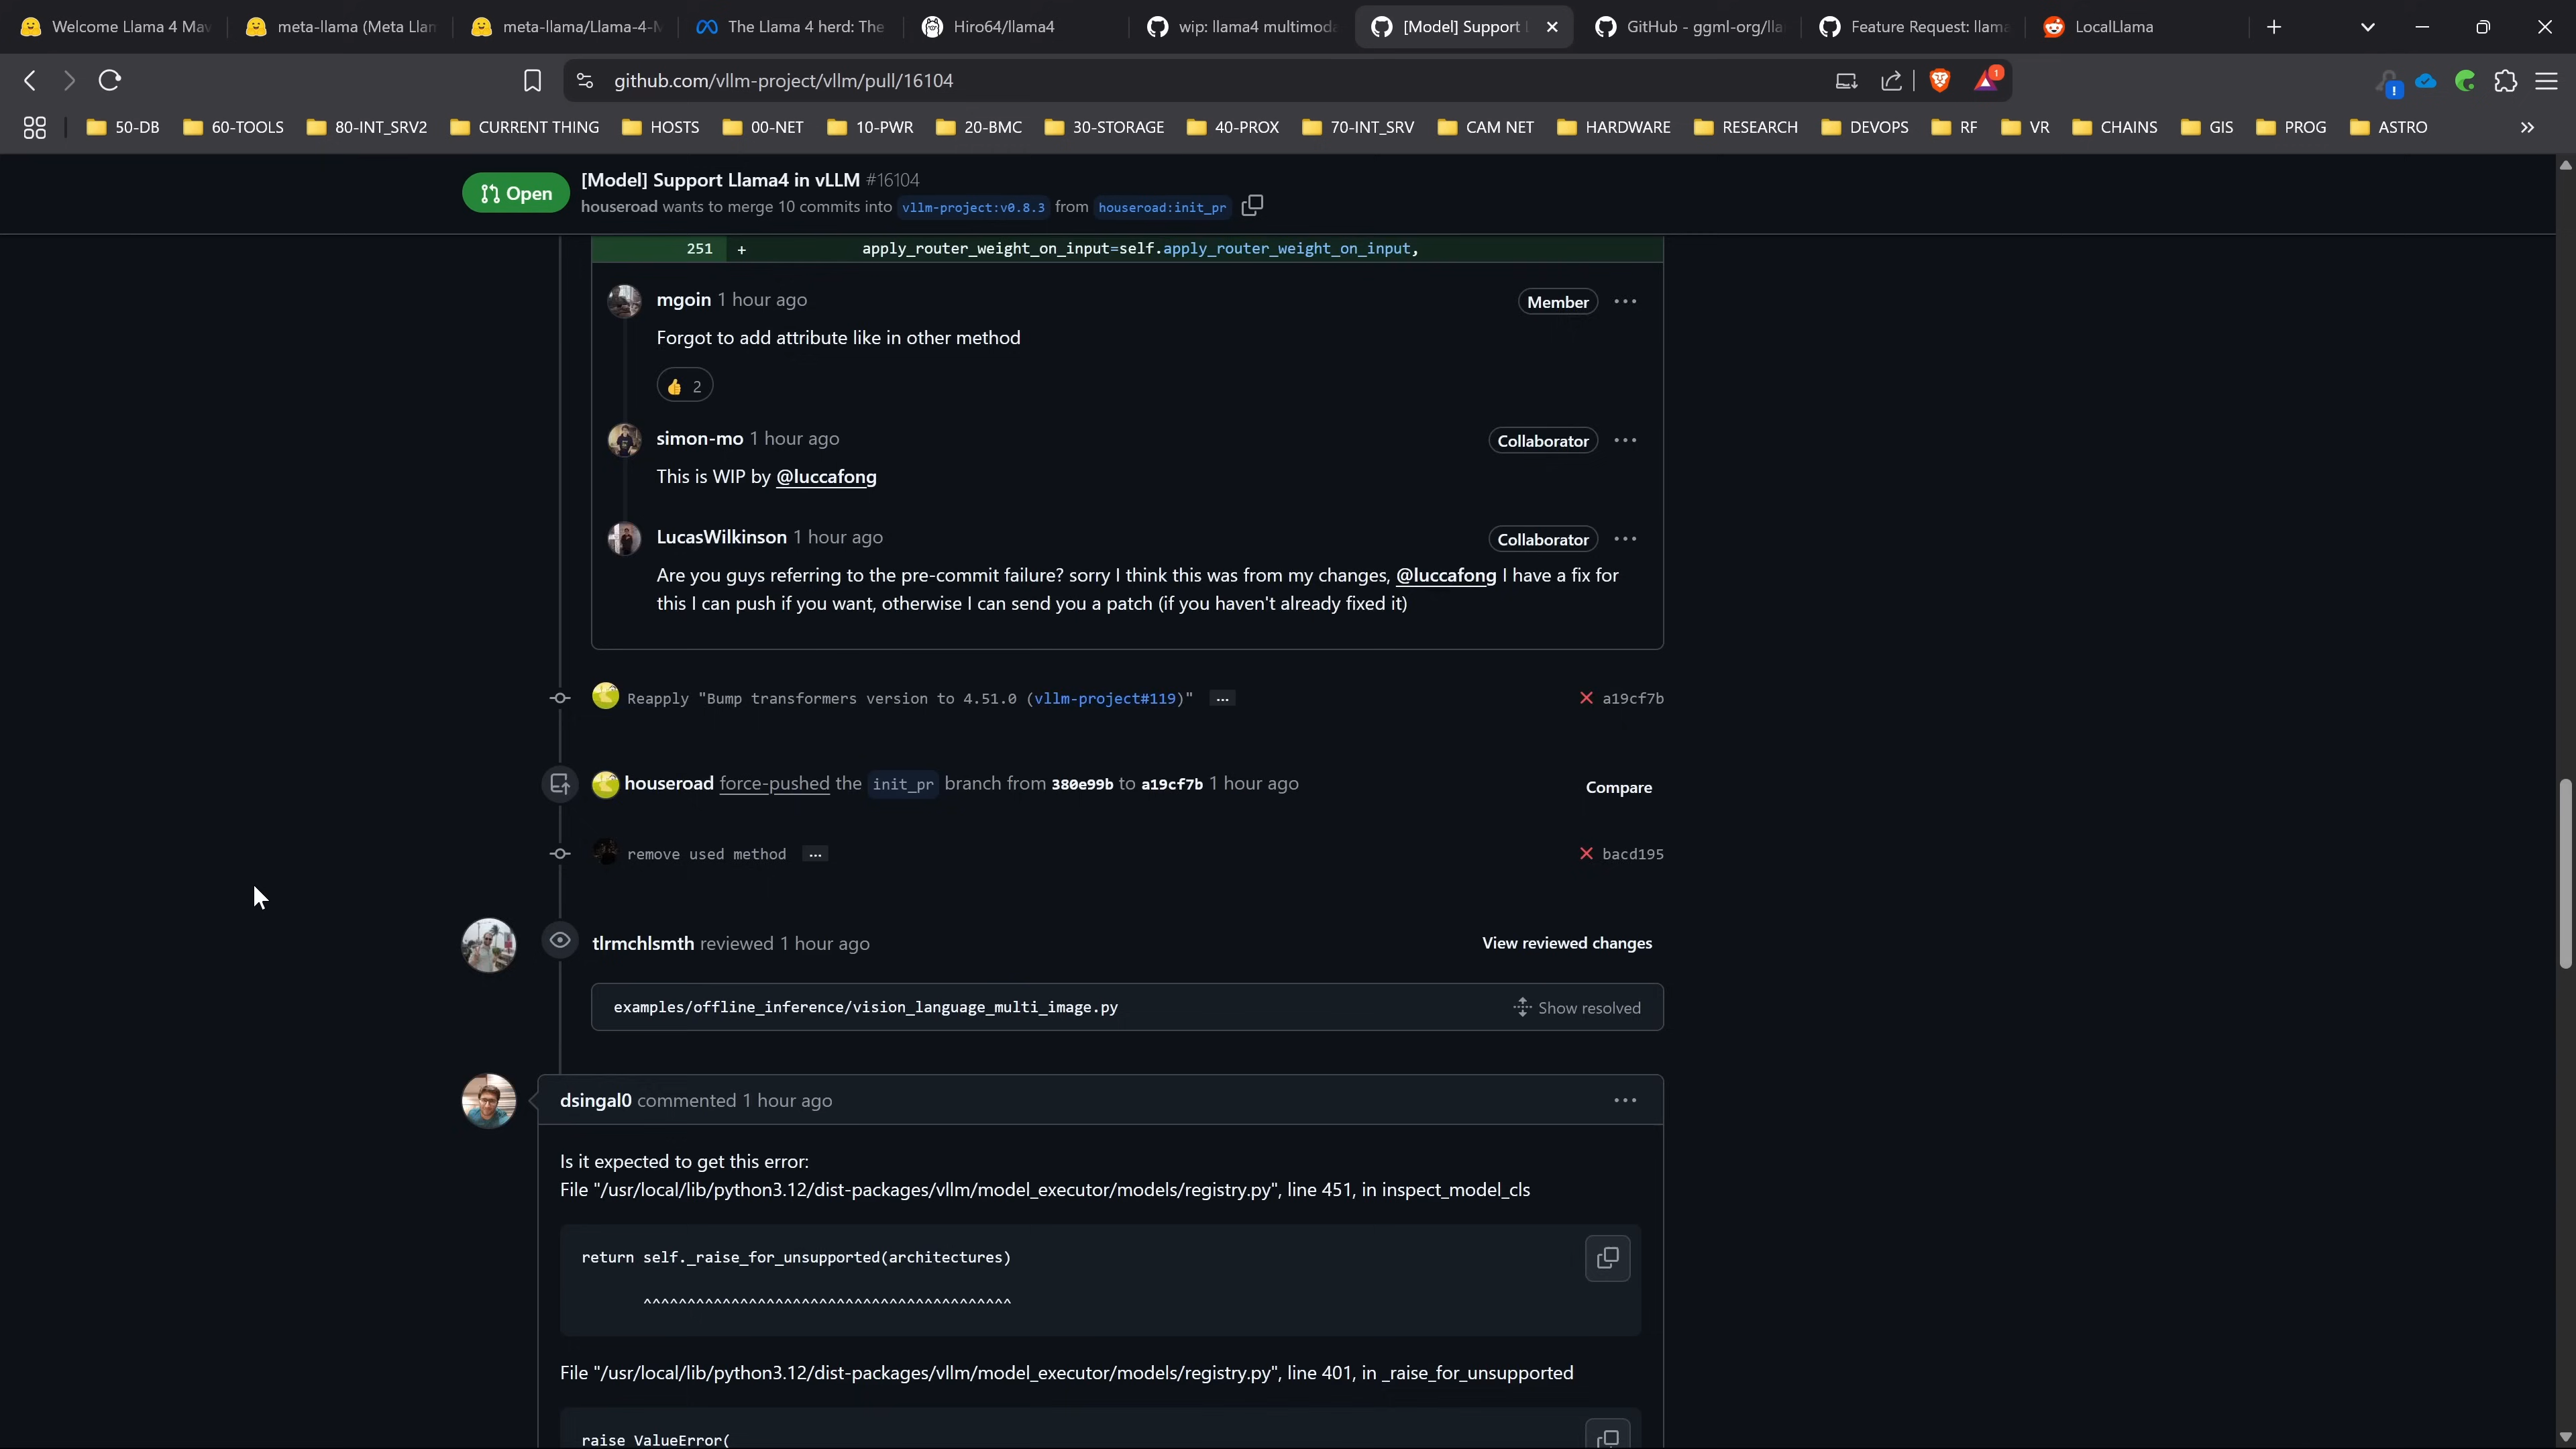 Welcome Llama 4 Mav
meta-llama (Meta Llan
meta-llama/Llama-4-M
The Llama 4 herd: The
Hiro64/llama4
wip: llama4 multimoda
[Model] Support L
GitHub - ggml-org/lla
Feature Request: llama
LocalLlama
github.com/vllm-project/vllm/pull/16104
1
50-DB
60-TOOLS
80-INT_SRV2
CURRENT THING
HOSTS
00-NET
10-PWR
20-BMC
30-STORAGE
40-PROX
70-INT_SRV
CAM NET
HARDWARE
RESEARCH
DEVOPS
RF
VR
CHAINS
GIS
PROG
ASTRO
Open
[Model] Support Llama4 in vLLM #16104
houseroad wants to merge 10 commits into vllm-project:v0.8.3 from houseroad:init_pr
251 + apply_router_weight_on_input=self.apply_router_weight_on_input,
mgoin 1 hour ago Member
Forgot to add attribute like in other method
👍 2
simon-mo 1 hour ago Collaborator
This is WIP by @luccafong
LucasWilkinson 1 hour ago Collaborator
Are you guys referring to the pre-commit failure? sorry I think this was from my changes, @luccafong I have a fix for
this I can push if you want, otherwise I can send you a patch (if you haven't already fixed it)
Reapply "Bump transformers version to 4.51.0 (vllm-project#119)" ... a19cf7b
houseroad force-pushed the init_pr branch from 380e99b to a19cf7b 1 hour ago Compare
remove used method ... bacd195
tlrmchlsmth reviewed 1 hour ago View reviewed changes
examples/offline_inference/vision_language_multi_image.py Show resolved
dsingal0 commented 1 hour ago
Is it expected to get this error:
File "/usr/local/lib/python3.12/dist-packages/vllm/model_executor/models/registry.py", line 451, in inspect_model_cls
return self._raise_for_unsupported(architectures)
^^^^^^^^^^^^^^^^^^^^^^^^^^^^^^^^^^^^^^^^^^
File "/usr/local/lib/python3.12/dist-packages/vllm/model_executor/models/registry.py", line 401, in _raise_for_unsupported
raise ValueError(